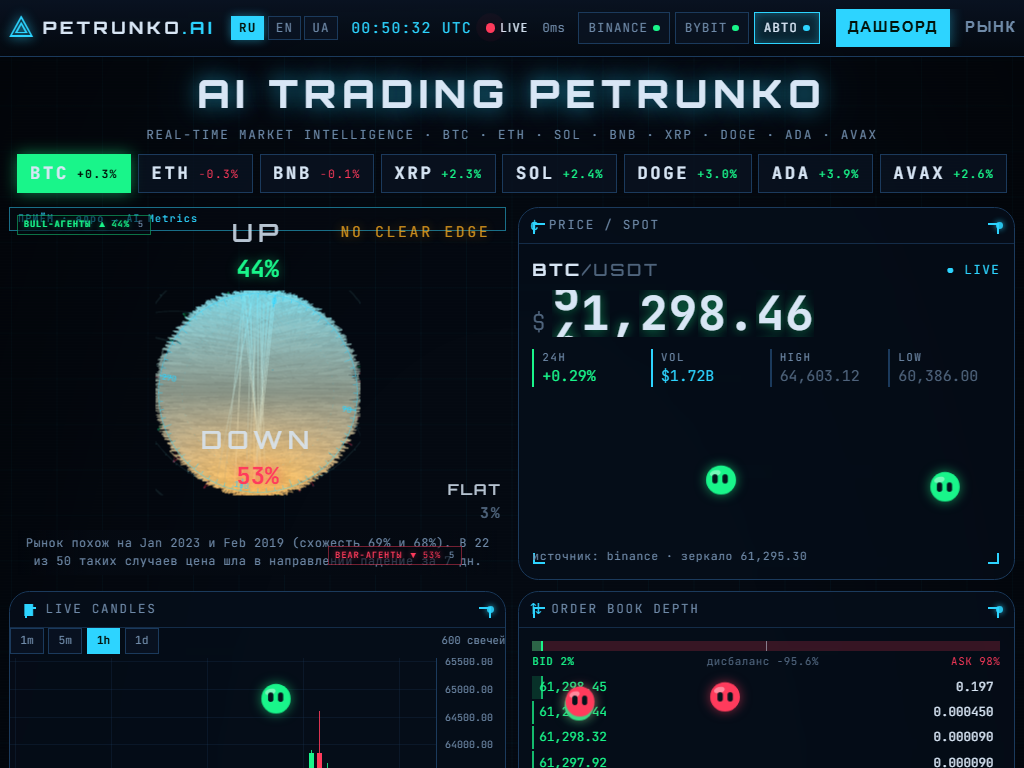 PETRUNKO.AI
RU EN UA
00:50:32 UTC
LIVE
0ms
BINANCE
BYBIT
АВТО
ДАШБОРД
РЫНК
AI TRADING PETRUNKO
REAL-TIME MARKET INTELLIGENCE · BTC · ETH · SOL · BNB · XRP · DOGE · ADA · AVAX
BTC +0.3%
ETH -0.3%
BNB -0.1%
XRP +2.3%
SOL +2.4%
DOGE +3.0%
ADA +3.9%
AVAX +2.6%
AI Metrics
BULL-АГЕНТЫ ▲ 44% 5
UP
44%
NO CLEAR EDGE
DOWN
53%
FLAT
3%
Рынок похож на Jan 2023 и Feb 2019 (схожесть 69% и 68%). В 22
из 50 таких случаев цена шла в направлении падение за 7 дн.
BEAR-АГЕНТЫ ▼ 53% 5
PRICE / SPOT
BTC/USDT
LIVE
$ 1,298.46
24H
+0.29%
VOL
$1.72B
HIGH
64,603.12
LOW
60,386.00
источник: binance · зеркало 61,295.30
LIVE CANDLES
1m 5m 1h 1d
600 свечей
65500.00
65000.00
64500.00
64000.00
ORDER BOOK DEPTH
BID 2%
дисбаланс -95.6%
ASK 98%
61,298.45 0.197
0.000450
61,298.32 0.000090
61,297.92 0.000090